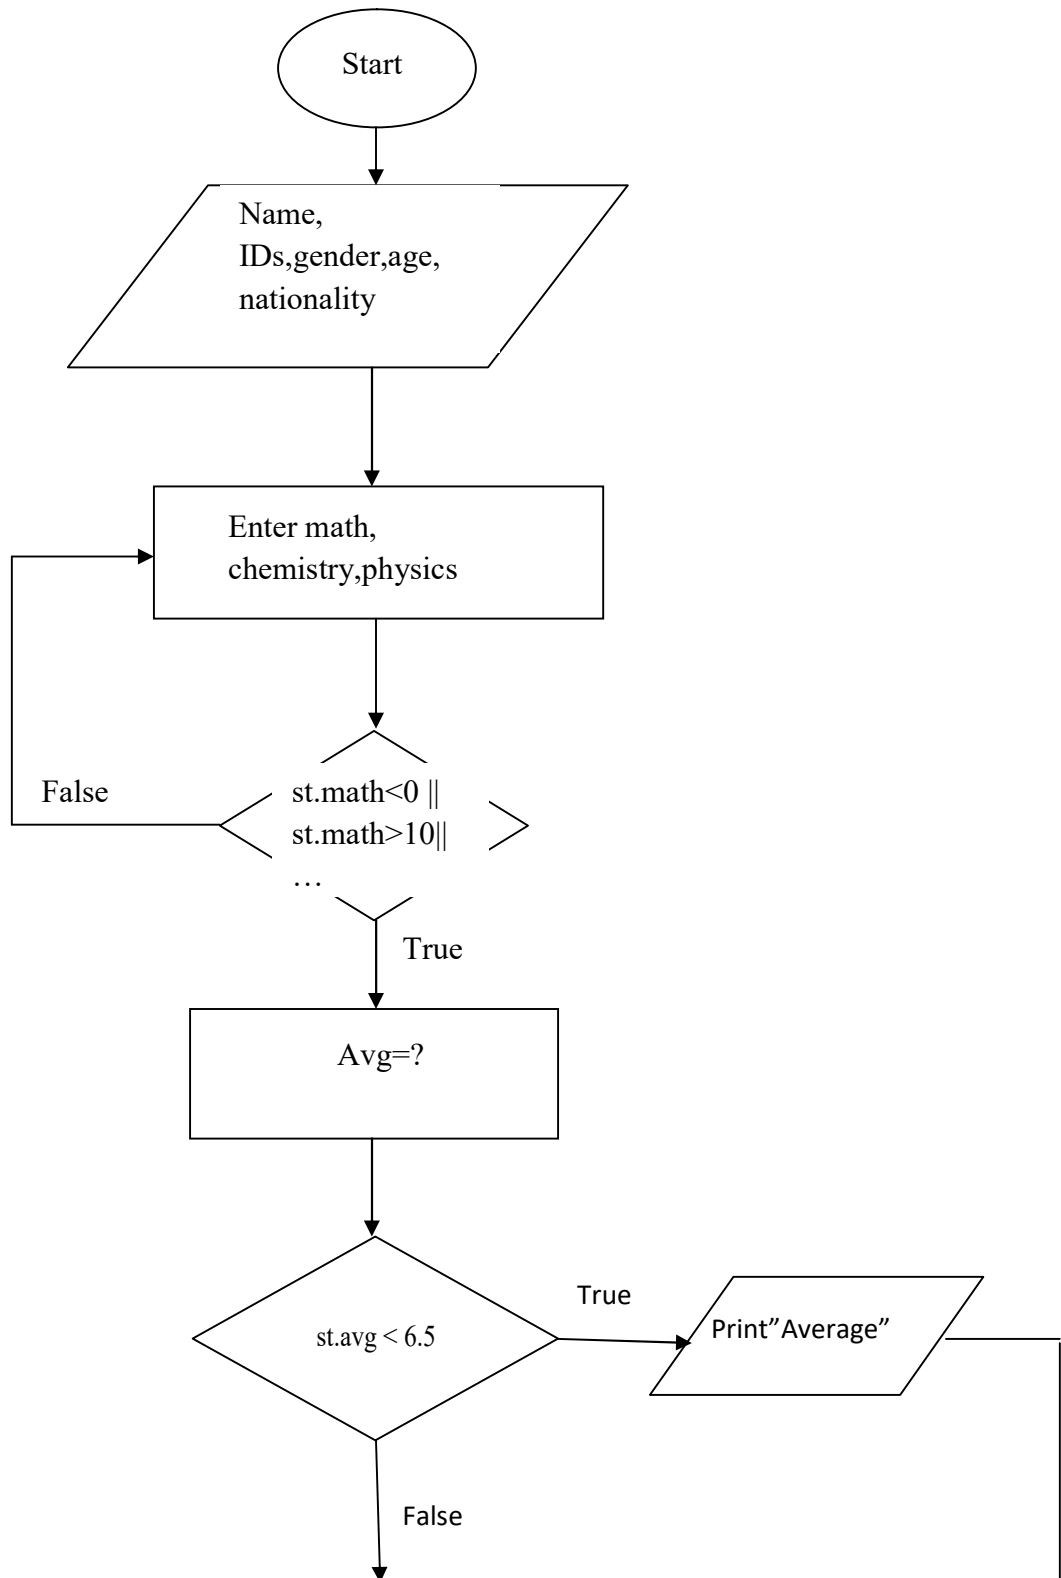 Start
Name,
IDs,gender,age,
nationality
Enter math,
chemistry,physics
False
st.math<0 ||
st.math>10||
…
True
Avg=?
st.avg < 6.5
True
Print”Average”
False